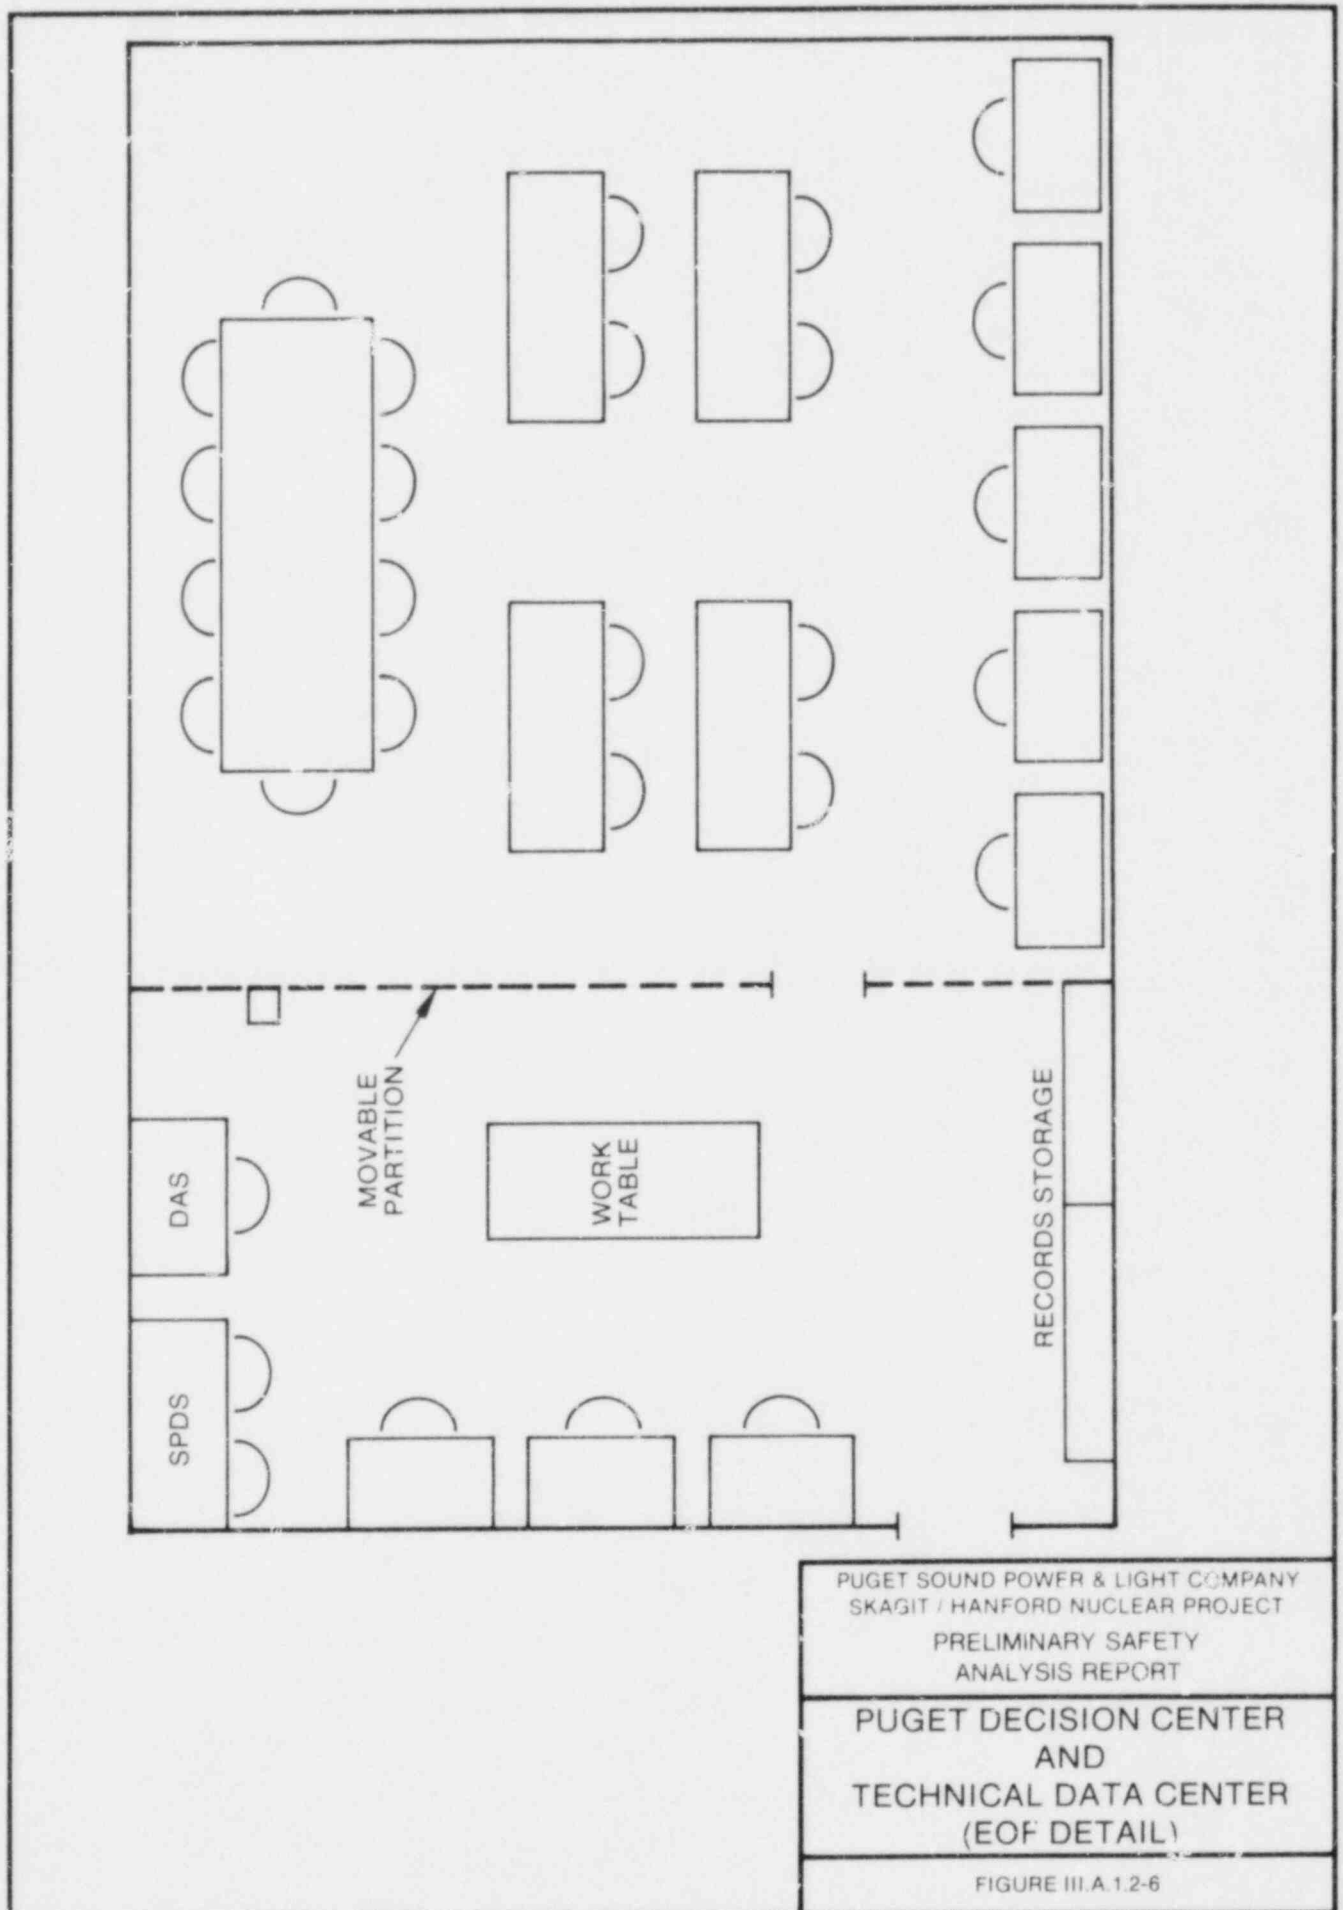 MOVABLE
PARTITION
DAS
WORK
TABLE
SPDS
RECORDS STORAGE
PUGET SOUND POWER & LIGHT COMPANY
SKAGIT / HANFORD NUCLEAR PROJECT
PRELIMINARY SAFETY
ANALYSIS REPORT
PUGET DECISION CENTER
AND
TECHNICAL DATA CENTER
(EOF DETAIL)
FIGURE III.A.1.2-6